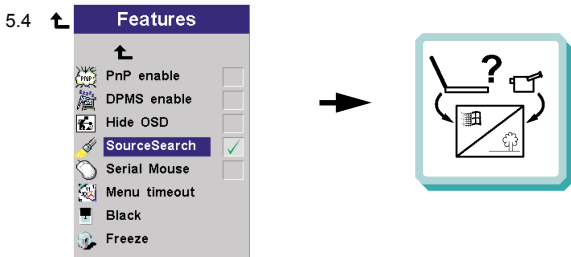 5.4 Features
PnP enable
DPMS enable
Hide OSD
SourceSearch
Serial Mouse
Menu timeout
Black
Freeze
?